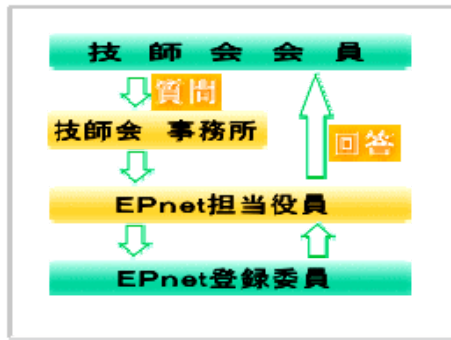 技師会会員
質問
技師会 事務所
回答
EPnet担当役員
EPnet登録委員